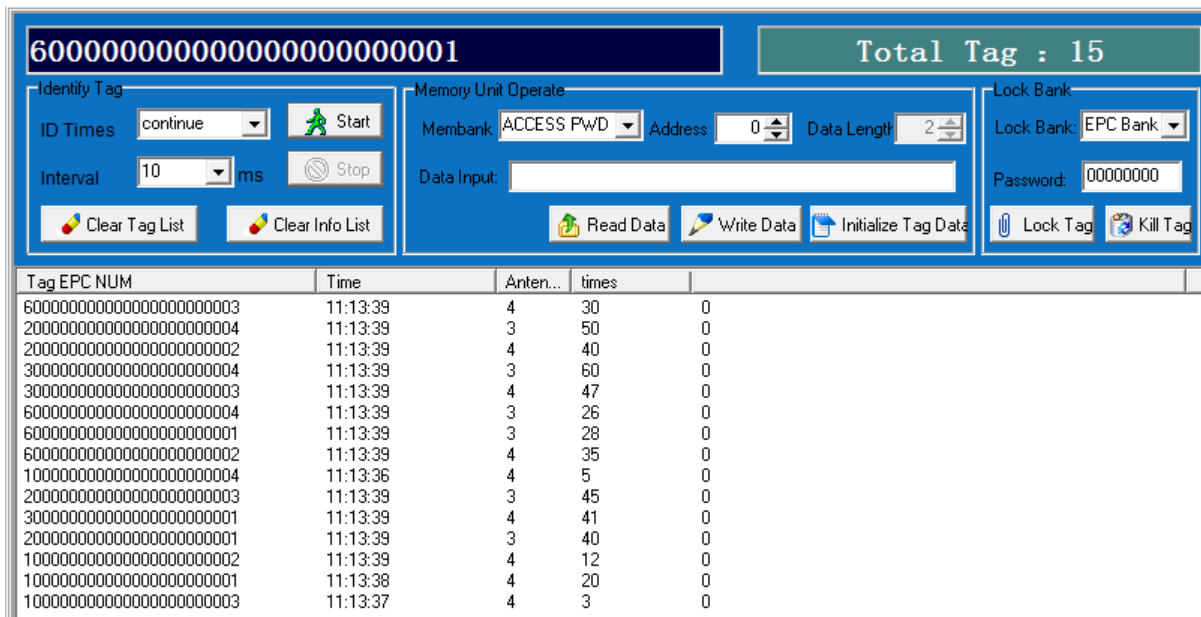 600000000000000000000001
Total Tag : 15
Identify Tag
ID Times continue Start
Interval 10 ms Stop
Clear Tag List Clear Info List
Memory Unit Operate
Membank ACCESS PWD Address 0 Data Length 2
Data Input:
Read Data Write Data Initialize Tag Data
Lock Bank
Lock Bank: EPC Bank
Password: 00000000
Lock Tag Kill Tag
Tag EPC NUM Time Anten... times
600000000000000000000003 11:13:39 4 30 0
200000000000000000000004 11:13:39 3 50 0
200000000000000000000002 11:13:39 4 40 0
300000000000000000000004 11:13:39 3 60 0
300000000000000000000003 11:13:39 4 47 0
600000000000000000000004 11:13:39 3 26 0
600000000000000000000001 11:13:39 3 28 0
600000000000000000000002 11:13:39 4 35 0
100000000000000000000004 11:13:36 4 5 0
200000000000000000000003 11:13:39 3 45 0
300000000000000000000001 11:13:39 4 41 0
200000000000000000000001 11:13:39 3 40 0
100000000000000000000002 11:13:39 4 12 0
100000000000000000000001 11:13:38 4 20 0
100000000000000000000003 11:13:37 4 3 0